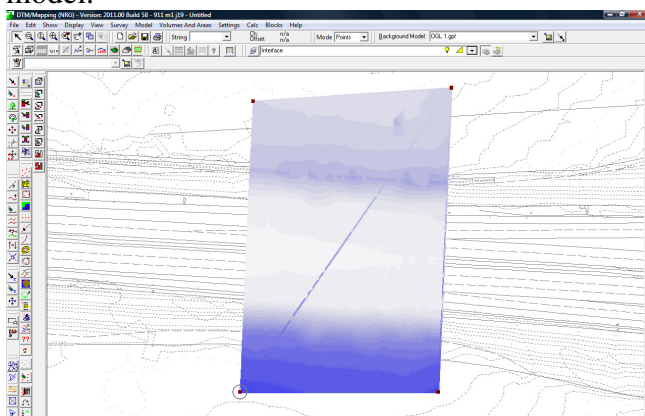 model.
DTM/Mapping (NRG) - Version: 2011.00 Build 58 - 911 m1 j19 - Untitled
File Edit Show Display View Survey Model Volumes And Areas Settings Calc Blocks Window Help
String Ch n/a Mode Points Background Model OGL 1.gpf
Offset n/a
Interface
??